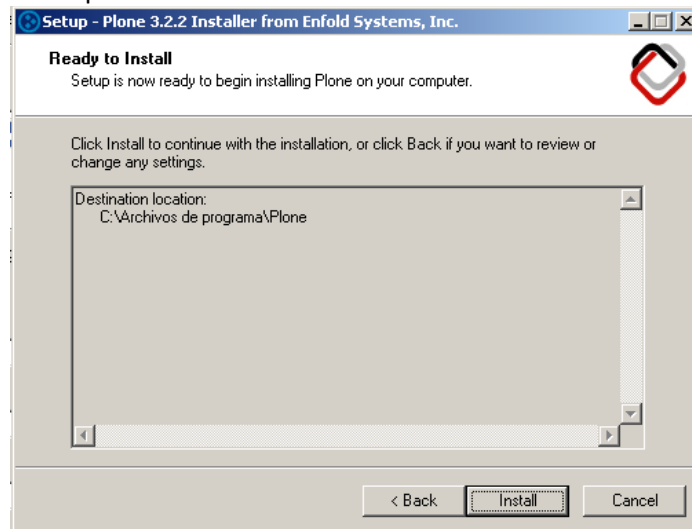 Setup - Plone 3.2.2 Installer from Enfold Systems, Inc.
Ready to Install
Setup is now ready to begin installing Plone on your computer.
Click Install to continue with the installation, or click Back if you want to review or
change any settings.
Destination location:
C:\Archivos de programa\Plone
< Back
Install
Cancel